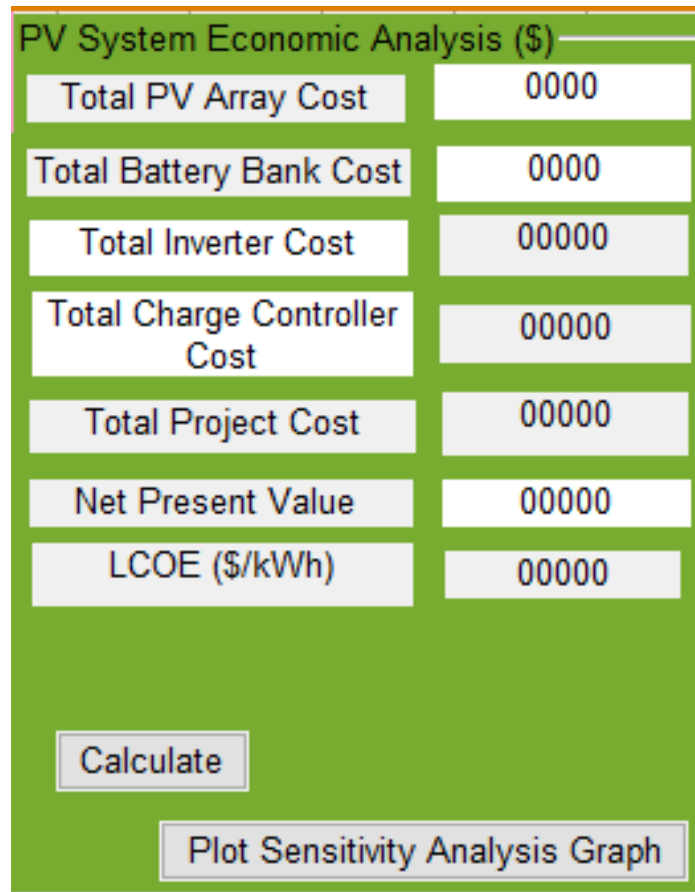 PV System Economic Analysis ($)
Total PV Array Cost 0000
Total Battery Bank Cost 0000
Total Inverter Cost 00000
Total Charge Controller
Cost 00000
Total Project Cost 00000
Net Present Value 00000
LCOE ($/kWh) 00000
Calculate
Plot Sensitivity Analysis Graph